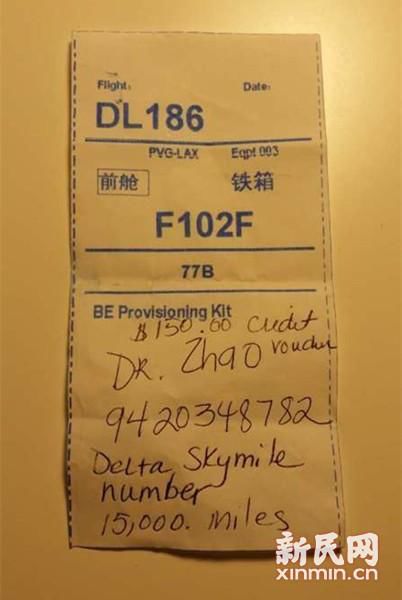 Flight: Date:
DL186
PVG-LAX Eqpt 003
前舱 铁箱
F102F
77B
BE Provisioning Kit
$150.00 credit
DR. Zhao voucher
9420348782
Delta Skymile
number
15,000. miles
新民网
xinmin.cn